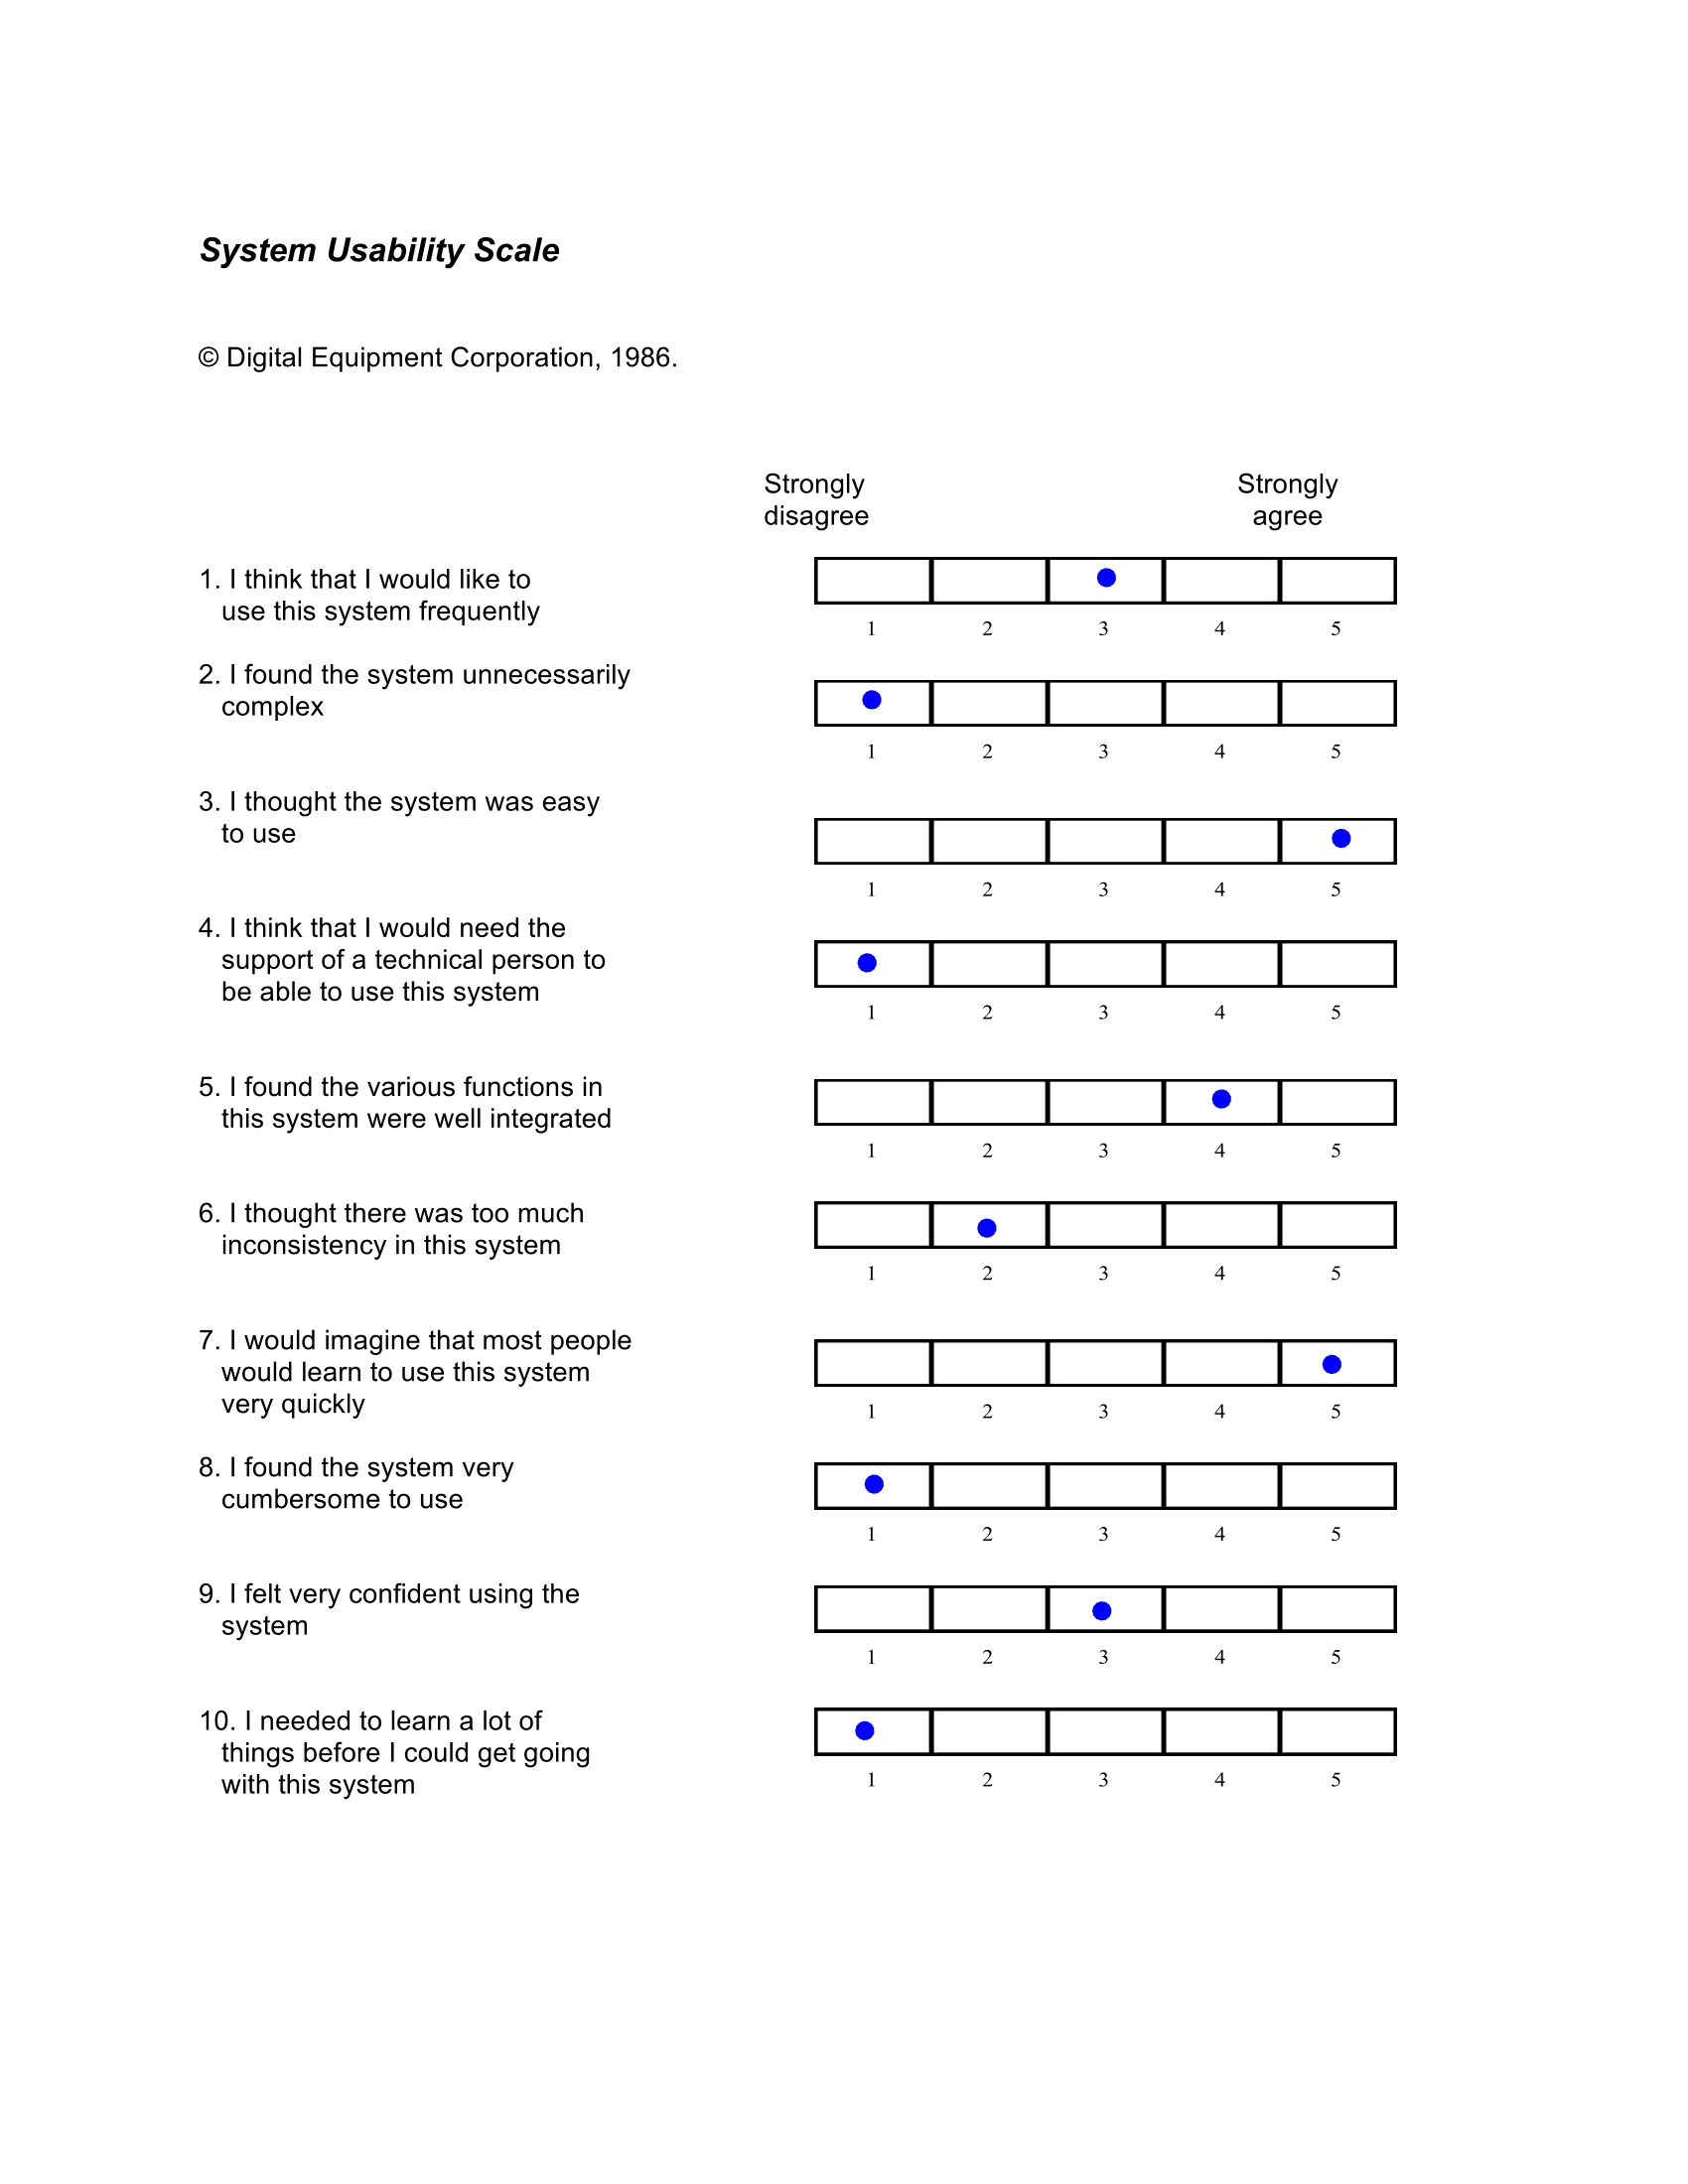 System Usability Scale
© Digital Equipment Corporation, 1986.
Strongly
disagree
Strongly
agree
1. I think that I would like to
use this system frequently
1 2 3 4 5
2. I found the system unnecessarily
complex
1 2 3 4 5
3. I thought the system was easy
to use
1 2 3 4 5
4. I think that I would need the
support of a technical person to
be able to use this system
1 2 3 4 5
5. I found the various functions in
this system were well integrated
1 2 3 4 5
6. I thought there was too much
inconsistency in this system
1 2 3 4 5
7. I would imagine that most people
would learn to use this system
very quickly
1 2 3 4 5
8. I found the system very
cumbersome to use
1 2 3 4 5
9. I felt very confident using the
system
1 2 3 4 5
10. I needed to learn a lot of
things before I could get going
with this system
1 2 3 4 5